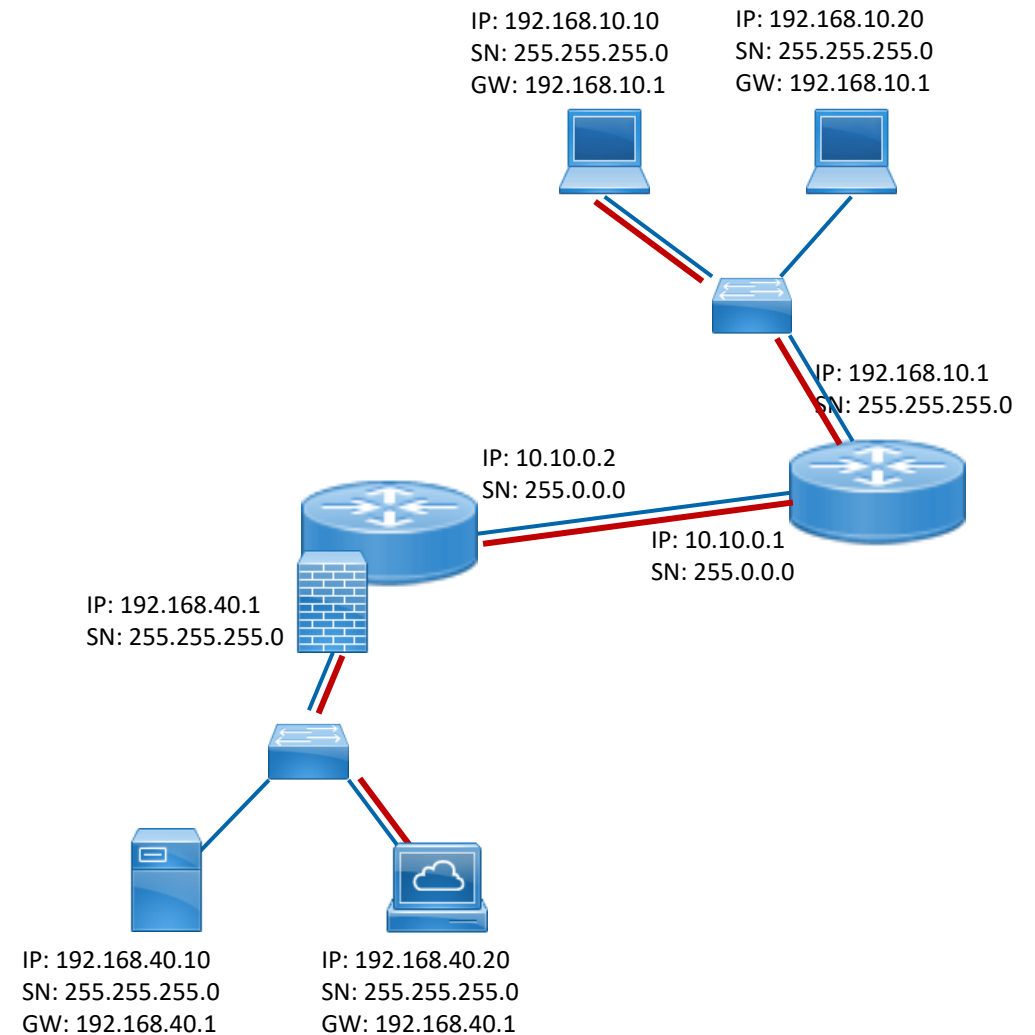 IP: 192.168.10.10
SN: 255.255.255.0
GW: 192.168.10.1
IP: 192.168.10.20
SN: 255.255.255.0
GW: 192.168.10.1
IP: 192.168.10.1
SN: 255.255.255.0
IP: 10.10.0.2
SN: 255.0.0.0
IP: 10.10.0.1
SN: 255.0.0.0
IP: 192.168.40.1
SN: 255.255.255.0
IP: 192.168.40.10
SN: 255.255.255.0
GW: 192.168.40.1
IP: 192.168.40.20
SN: 255.255.255.0
GW: 192.168.40.1